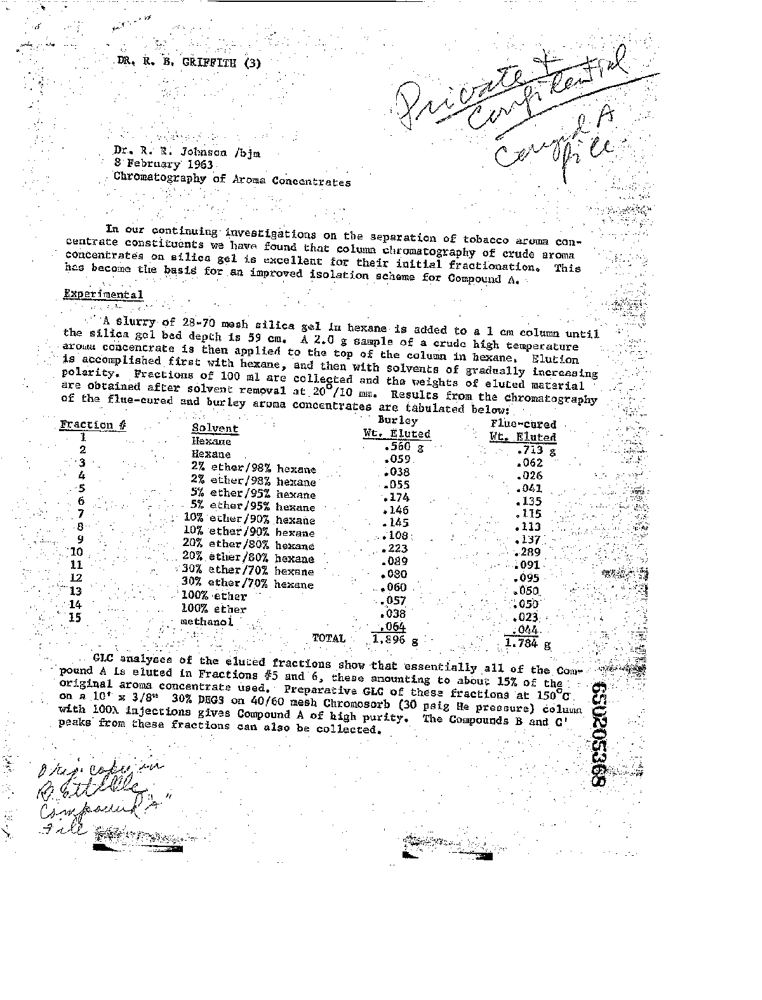 DR. R. B. GRIFFITH (3)
Private &
Confidential
Compd A
file
Dr. R. R. Johnson /bjm
8 February 1963
Chromatography of Aroma Concentrates
In our continuing investigations on the separation of tobacco aroma con-
centrate constituents we have found that column chromatography of crude aroma
concentrates on silica gel is excellent for their initial fractionation. This
has become the basis for an improved isolation scheme for Compound A.
Experimental
A slurry of 28-70 mesh silica gel in hexane is added to a 1 cm column until
the silica gel bed depth is 59 cm. A 2.0 g sample of a crude high temperature
aroma concentrate is then applied to the top of the column in hexane. Elution
is accomplished first with hexane, and then with solvents of gradually increasing
polarity. Fractions of 100 ml are collected and the weights of eluted material
are obtained after solvent removal at 20°/10 mm. Results from the chromatography
of the flue-cured and burley aroma concentrates are tabulated below:
Burley Flue-cured
Fraction # Solvent Wt. Eluted Wt. Eluted
1 Hexane .560 g .713 g
2 Hexane .059 .062
3 2% ether/98% hexane .038 .026
4 2% ether/98% hexane .055 .041
5 5% ether/95% hexane .174 .135
6 5% ether/95% hexane .146 .115
7 10% ether/90% hexane .145 .113
8 10% ether/90% hexane .108 .137
9 20% ether/80% hexane .223 .289
10 20% ether/80% hexane .089 .091
11 30% ether/70% hexane .080 .095
12 30% ether/70% hexane .060 .050
13 100% ether .057 .050
14 100% ether .038 .023
15 methanol .064 .044
TOTAL 1.896 g 1.784 g
GLC analyses of the eluted fractions show that essentially all of the Com-
pound A is eluted in Fractions #5 and 6, these amounting to about 15% of the
original aroma concentrate used. Preparative GLC of these fractions at 150°C
on a 10' x 3/8" 30% DEGS on 40/60 mesh Chromosorb (30 psig He pressure) column
with 100λ injections gives Compound A of high purity. The Compounds B and C'
peaks from these fractions can also be collected.
650205368
Orig. copy in
Compound "A"
File